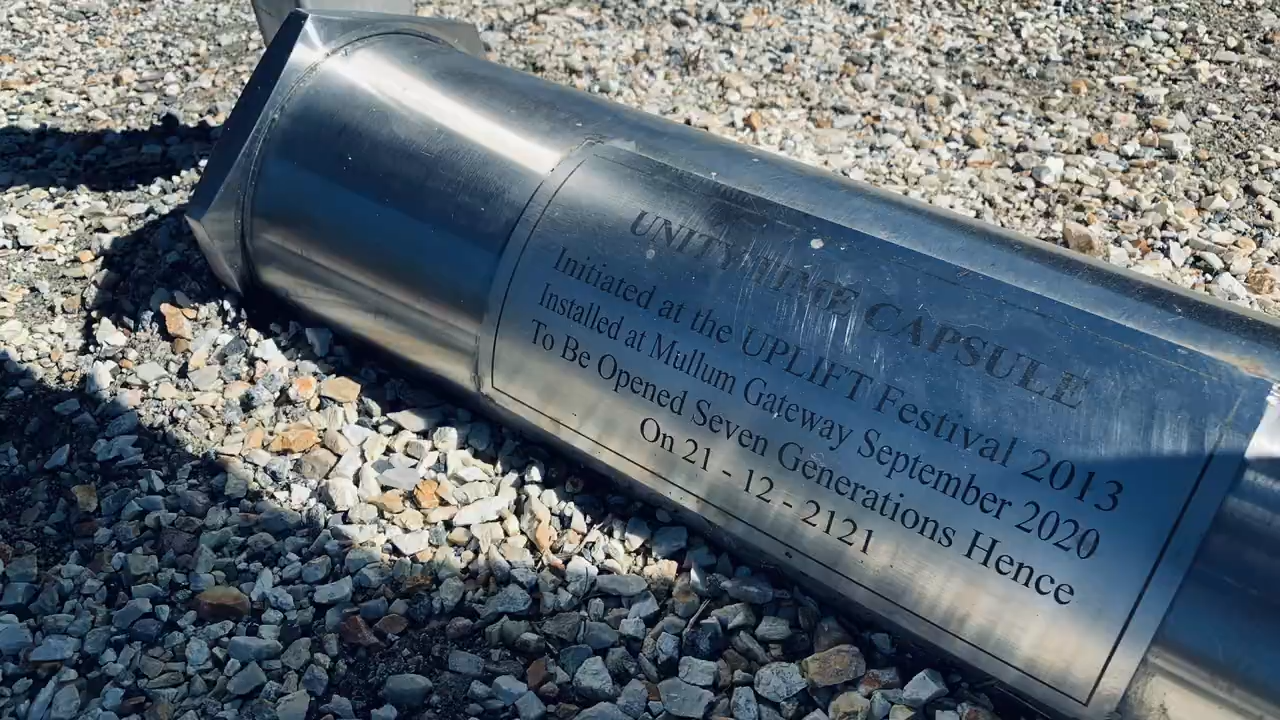 UNITY TIME CAPSULE
Initiated at the UPLIFT Festival 2013
Installed at Mullum Gateway September 2020
To Be Opened Seven Generations Hence
On 21 - 12 - 2121